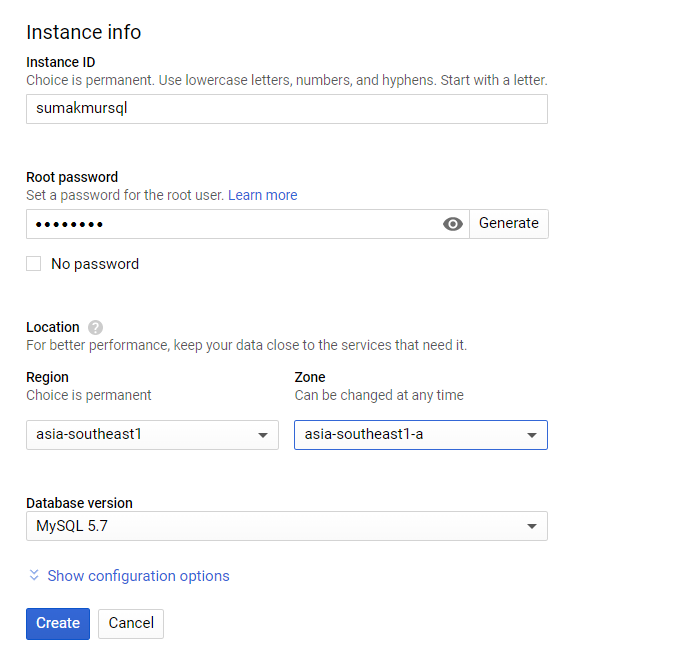 Instance info
Instance ID
Choice is permanent. Use lowercase letters, numbers, and hyphens. Start with a letter.
sumakmursql
Root password
Set a password for the root user. Learn more
•••••••• Generate
No password
Location ?
For better performance, keep your data close to the services that need it.
Region Zone
Choice is permanent Can be changed at any time
asia-southeast1 asia-southeast1-a
Database version
MySQL 5.7
Show configuration options
Create Cancel